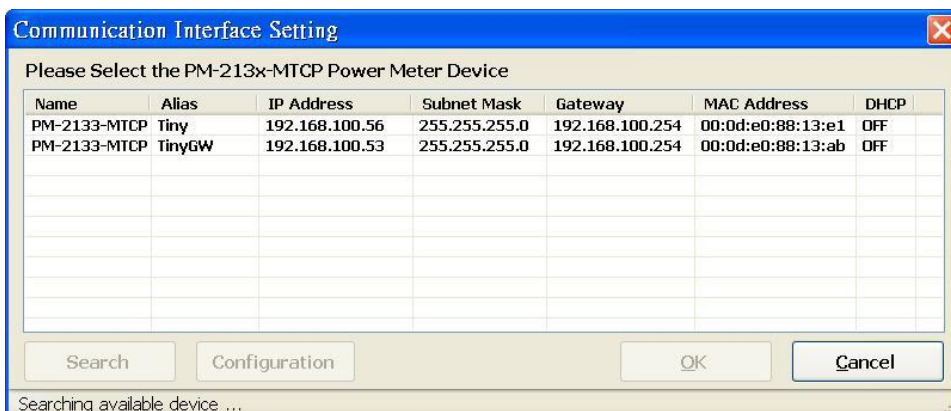 Communication Interface Setting
Please Select the PM-213x-MTCP Power Meter Device
Name Alias IP Address Subnet Mask Gateway MAC Address DHCP
PM-2133-MTCP Tiny 192.168.100.56 255.255.255.0 192.168.100.254 00:0d:e0:88:13:e1 OFF
PM-2133-MTCP TinyGW 192.168.100.53 255.255.255.0 192.168.100.254 00:0d:e0:88:13:ab OFF
Search Configuration OK Cancel
Searching available device ...